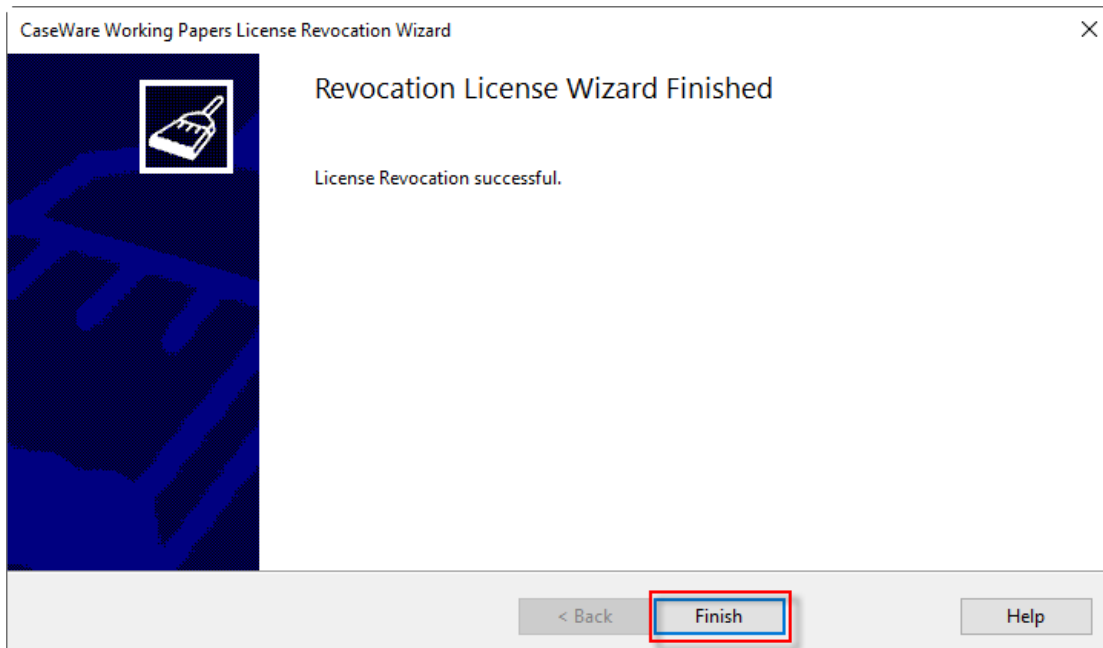 CaseWare Working Papers License Revocation Wizard
Revocation License Wizard Finished
License Revocation successful.
< Back
Finish
Help